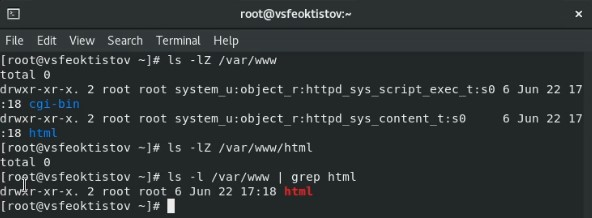 root@vsfeoktistov:~
File Edit View Search Terminal Help
[root@vsfeoktistov ~]# ls -lZ /var/www
total 0
drwxr-xr-x. 2 root root system_u:object_r:httpd_sys_script_exec_t:s0 6 Jun 22 17
:18 cgi-bin
drwxr-xr-x. 2 root root system_u:object_r:httpd_sys_content_t:s0     6 Jun 22 17
:18 html
[root@vsfeoktistov ~]# ls -lZ /var/www/html
total 0
[root@vsfeoktistov ~]# ls -l /var/www | grep html
drwxr-xr-x. 2 root root 6 Jun 22 17:18 html
[root@vsfeoktistov ~]#